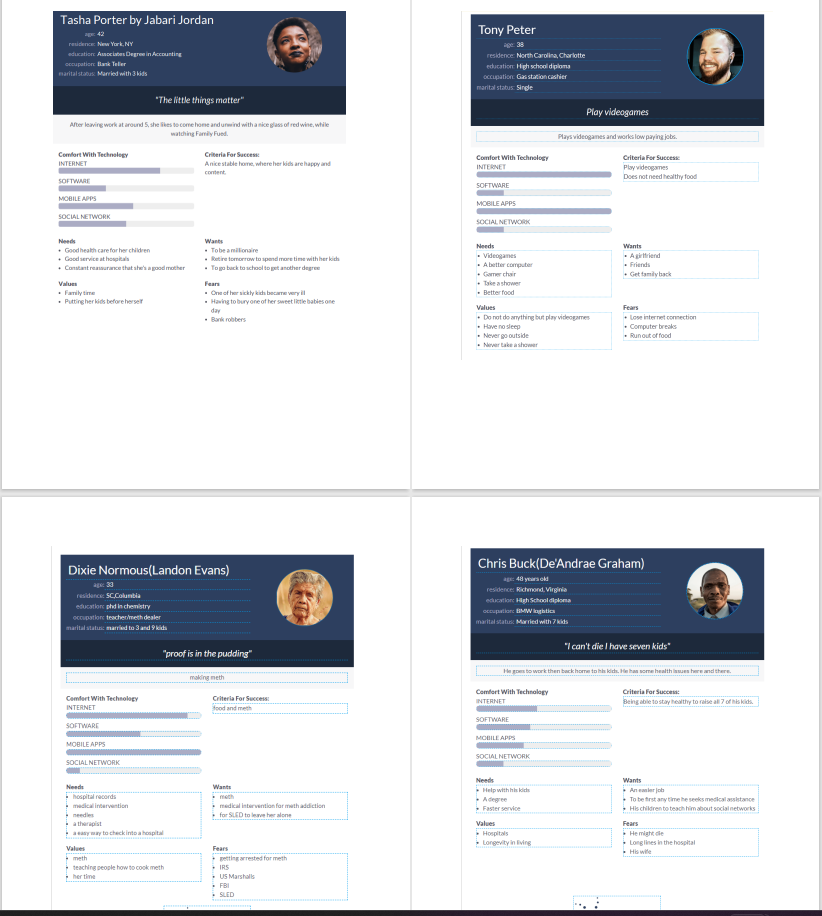 Tasha Porter by Jabari Jordan
age: 42
residence: New York, NY
education: Associates Degree in Accounting
occupation: Bank Teller
marital status: Married with 3 kids
"The little things matter"
After leaving work at around 5, she likes to come home and unwind with a nice glass of red wine, while
watching Family Fued.
Comfort With Technology
INTERNET
SOFTWARE
MOBILE APPS
SOCIAL NETWORK
Criteria For Success:
A nice stable home, where her kids are happy and
content.
Needs
• Good health care for her children
• Good service at hospitals
• Constant reassurance that she's a good mother
Wants
• To be a millionaire
• Retire tomorrow to spend more time with her kids
• To go back to school to get another degree
Values
• Family time
• Putting her kids before herself
Fears
• One of her sickly kids became very ill
• Having to bury one of her sweet little babies one
day
• Bank robbers
Tony Peter
age: 38
residence: North Carolina, Charlotte
education: High school diploma
occupation: Gas station cashier
marital status: Single
Play videogames
Plays videogames and works low paying jobs.
Comfort With Technology
INTERNET
SOFTWARE
MOBILE APPS
SOCIAL NETWORK
Criteria For Success:
Play videogames
Does not need healthy food
Needs
• Videogames
• A better computer
• Gamer chair
• Take a shower
• Better food
Wants
• A girlfriend
• Friends
• Get family back
Values
• Do not do anything but play videogames
• Have no sleep
• Never go outside
• Never take a shower
Fears
• Lose internet connection
• Computer breaks
• Run out of food
Dixie Normous(Landon Evans)
age: 33
residence: SC,Columbia
education: phd in chemistry
occupation: teacher/meth dealer
marital status: married to 3 and 9 kids
"proof is in the pudding"
making meth
Comfort With Technology
INTERNET
SOFTWARE
MOBILE APPS
SOCIAL NETWORK
Criteria For Success:
food and meth
Needs
• hospital records
• medical intervention
• needles
• a therapist
• a easy way to check into a hospital
Wants
• meth
• medical intervention for meth addiction
• for SLED to leave her alone
Values
• meth
• teaching people how to cook meth
• her time
Fears
• getting arrested for meth
• IRS
• US Marshalls
• FBI
• SLED
Chris Buck(De'Andrae Graham)
age: 48 years old
residence: Richmond, Virginia
education: High School diploma
occupation: BMW logistics
marital status: Married with 7 kids
"I can't die I have seven kids"
He goes to work then back home to his kids. He has some health issues here and there.
Comfort With Technology
INTERNET
SOFTWARE
MOBILE APPS
SOCIAL NETWORK
Criteria For Success:
Being able to stay healthy to raise all 7 of his kids.
Needs
• Help with his kids
• A degree
• Faster service
Wants
• An easier job
• To be first any time he seeks medical assistance
• His children to teach him about social networks
Values
• Hospitals
• Longevity in living
Fears
• He might die
• Long lines in the hospital
• His wife